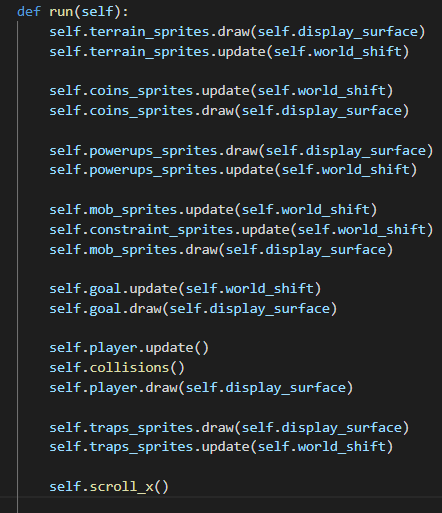 def run(self):
    self.terrain_sprites.draw(self.display_surface)
    self.terrain_sprites.update(self.world_shift)

    self.coins_sprites.update(self.world_shift)
    self.coins_sprites.draw(self.display_surface)

    self.powerups_sprites.draw(self.display_surface)
    self.powerups_sprites.update(self.world_shift)

    self.mob_sprites.update(self.world_shift)
    self.constraint_sprites.update(self.world_shift)
    self.mob_sprites.draw(self.display_surface)

    self.goal.update(self.world_shift)
    self.goal.draw(self.display_surface)

    self.player.update()
    self.collisions()
    self.player.draw(self.display_surface)

    self.traps_sprites.draw(self.display_surface)
    self.traps_sprites.update(self.world_shift)

    self.scroll_x()